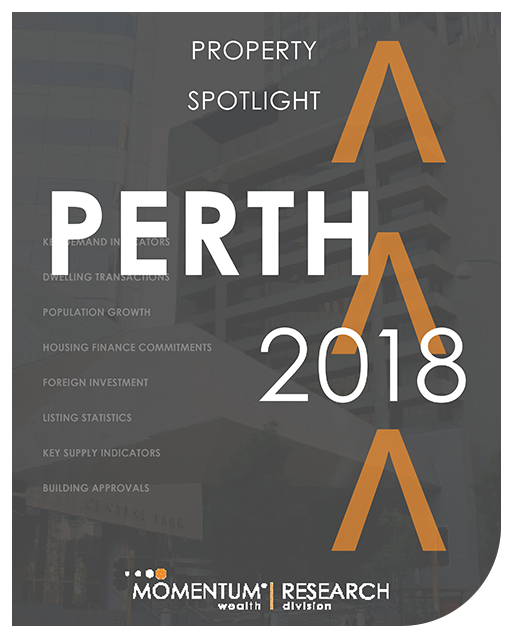 PROPERTY
SPOTLIGHT
PERTH
KEY DEMAND INDICATORS
DWELLING TRANSACTIONS
POPULATION GROWTH
2018
HOUSING FINANCE COMMITMENTS
FOREIGN INVESTMENT
LISTING STATISTICS
KEY SUPPLY INDICATORS
BUILDING APPROVALS
MOMENTUM | RESEARCH
wealth | division